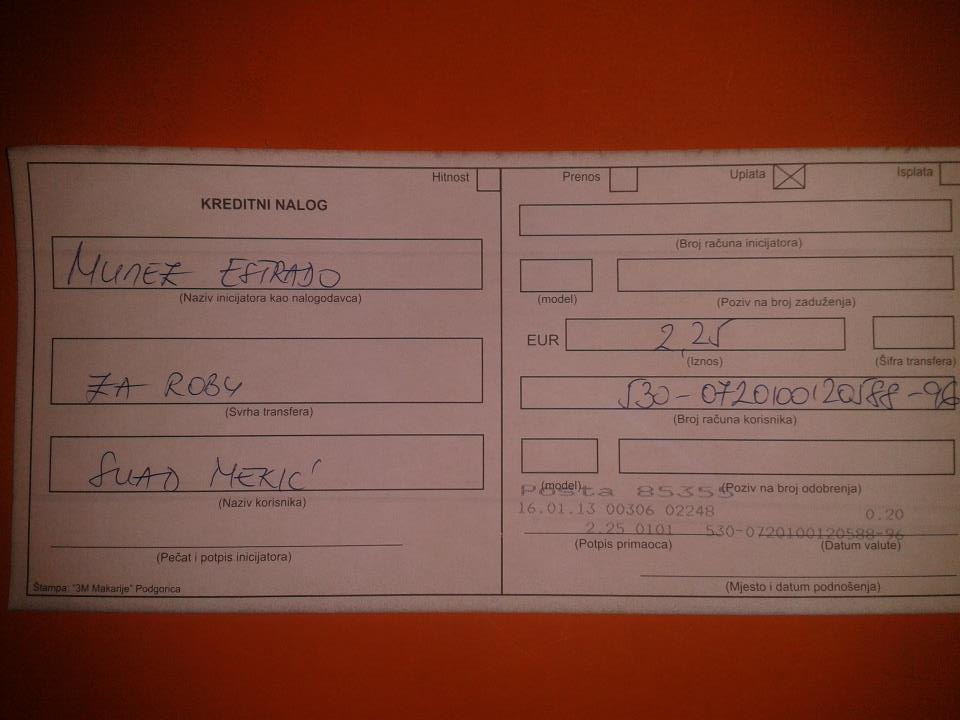 Hitnost
KREDITNI NALOG
MUNEZ ESTRADO
(Naziv inicijatora kao nalogodavca)
ZA ROBU
(Svrha transfera)
SUAD MEKIĆ
(Naziv korisnika)
(Pečat i potpis inicijatora)
Štampa: "3M Makarije" Podgorica
Prenos Uplata Isplata
(Broj računa inicijatora)
(model) (Poziv na broj zaduženja)
EUR 2,25
(Iznos) (Šifra transfera)
530-0720100120588-96
(Broj računa korisnika)
(model) (Poziv na broj odobrenja)
Posta 85355
16.01.13 00306 02248 0.20
2.25 0101 530-0720100120588-96
(Potpis primaoca) (Datum valute)
(Mjesto i datum podnošenja)